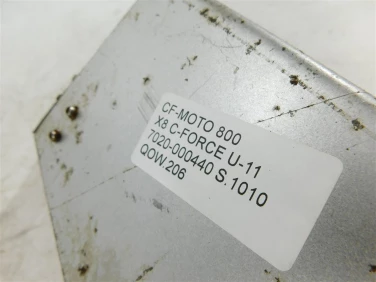 CF-MOTO 800
X8 C-FORCE U-11
7020-000440 S.1010
QOW.206